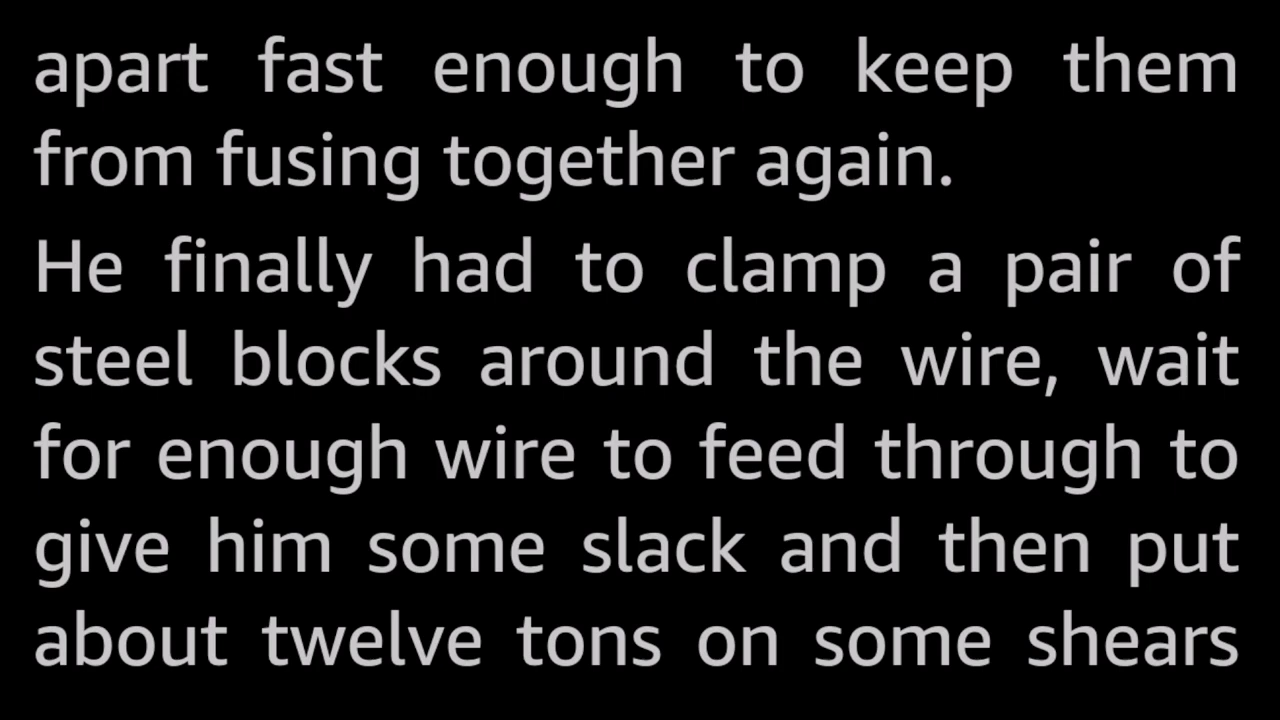 apart fast enough to keep them
from fusing together again.
He finally had to clamp a pair of
steel blocks around the wire, wait
for enough wire to feed through to
give him some slack and then put
about twelve tons on some shears